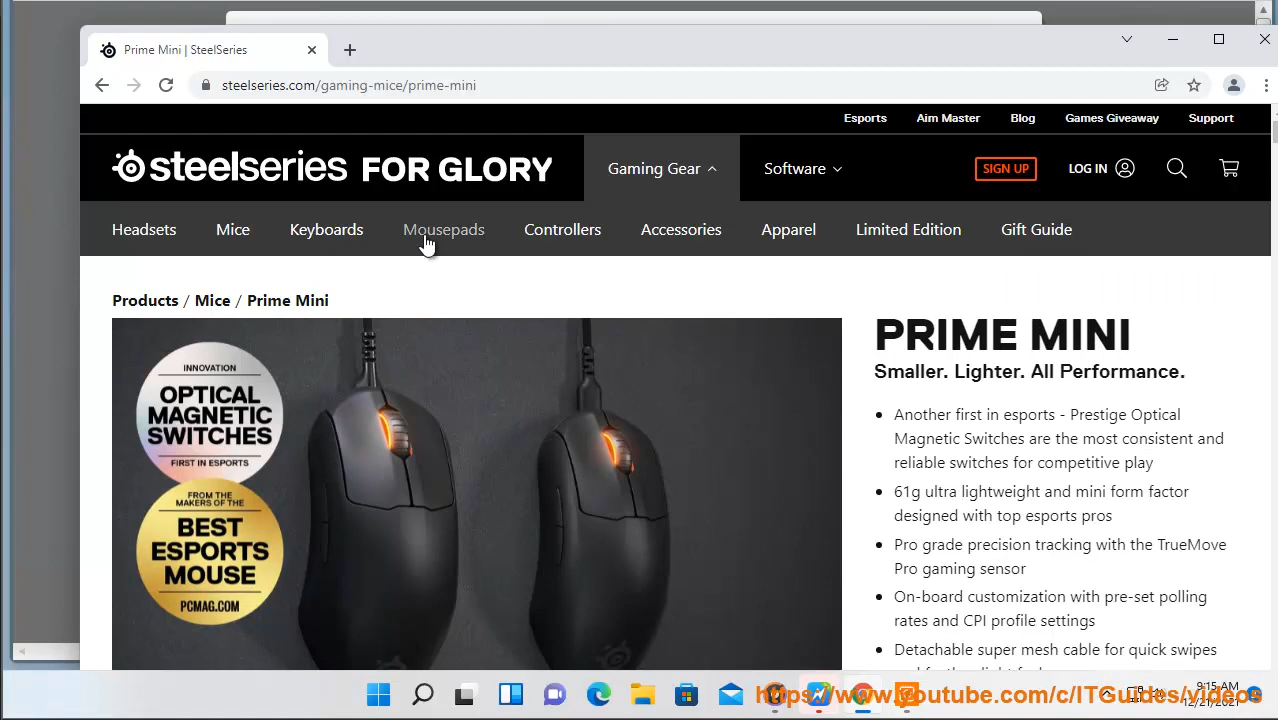 Prime Mini | SteelSeries
steelseries.com/gaming-mice/prime-mini
Esports Aim Master Blog Games Giveaway Support
steelseries FOR GLORY Gaming Gear Software SIGN UP LOG IN
Headsets Mice Keyboards Mousepads Controllers Accessories Apparel Limited Edition Gift Guide
Products / Mice / Prime Mini
INNOVATION
OPTICAL
MAGNETIC
SWITCHES
FIRST IN ESPORTS
FROM THE
MAKERS OF THE
BEST
ESPORTS
MOUSE
PCMAG.COM
PRIME MINI
Smaller. Lighter. All Performance.
Another first in esports - Prestige Optical
Magnetic Switches are the most consistent and
reliable switches for competitive play
61g ultra lightweight and mini form factor
designed with top esports pros
Pro grade precision tracking with the TrueMove
Pro gaming sensor
On-board customization with pre-set polling
rates and CPI profile settings
Detachable super mesh cable for quick swipes
9:15 AM
https://www.youtube.com/c/ITGuides/videos
12/21/2021